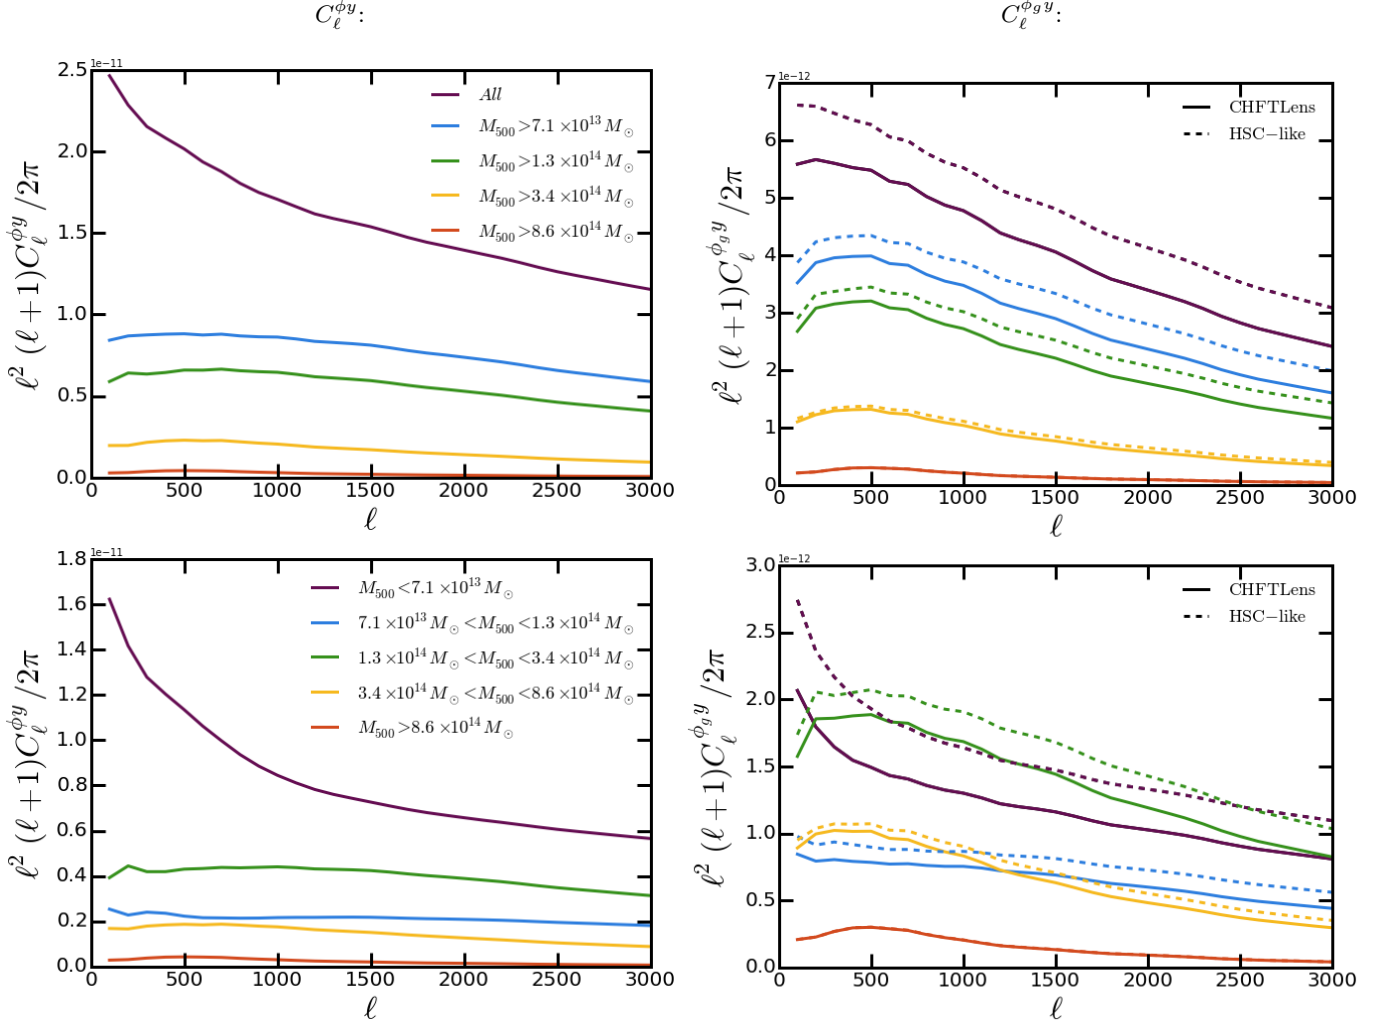 C_ℓ^{ϕy}:
C_ℓ^{ϕ_g y}:
1e−11
2.5
2.0
1.5
1.0
0.5
0.0
ℓ² (ℓ+1)C_ℓ^{ϕy}/2π
All
M_500 >7.1 ×10^13 M_⊙
M_500 >1.3 ×10^14 M_⊙
M_500 >3.4 ×10^14 M_⊙
M_500 >8.6 ×10^14 M_⊙
0 500 1000 1500 2000 2500 3000
ℓ
1e−12
7
6
5
4
3
2
1
0
ℓ² (ℓ+1)C_ℓ^{ϕ_g y}/2π
CHFTLens
HSC−like
0 500 1000 1500 2000 2500 3000
ℓ
1e−11
1.8
1.6
1.4
1.2
1.0
0.8
0.6
0.4
0.2
0.0
ℓ² (ℓ+1)C_ℓ^{ϕy}/2π
M_500 <7.1 ×10^13 M_⊙
7.1 ×10^13 M_⊙ <M_500 <1.3 ×10^14 M_⊙
1.3 ×10^14 M_⊙ <M_500 <3.4 ×10^14 M_⊙
3.4 ×10^14 M_⊙ <M_500 <8.6 ×10^14 M_⊙
M_500 >8.6 ×10^14 M_⊙
0 500 1000 1500 2000 2500 3000
ℓ
1e−12
3.0
2.5
2.0
1.5
1.0
0.5
0.0
ℓ² (ℓ+1)C_ℓ^{ϕ_g y}/2π
CHFTLens
HSC−like
0 500 1000 1500 2000 2500 3000
ℓ